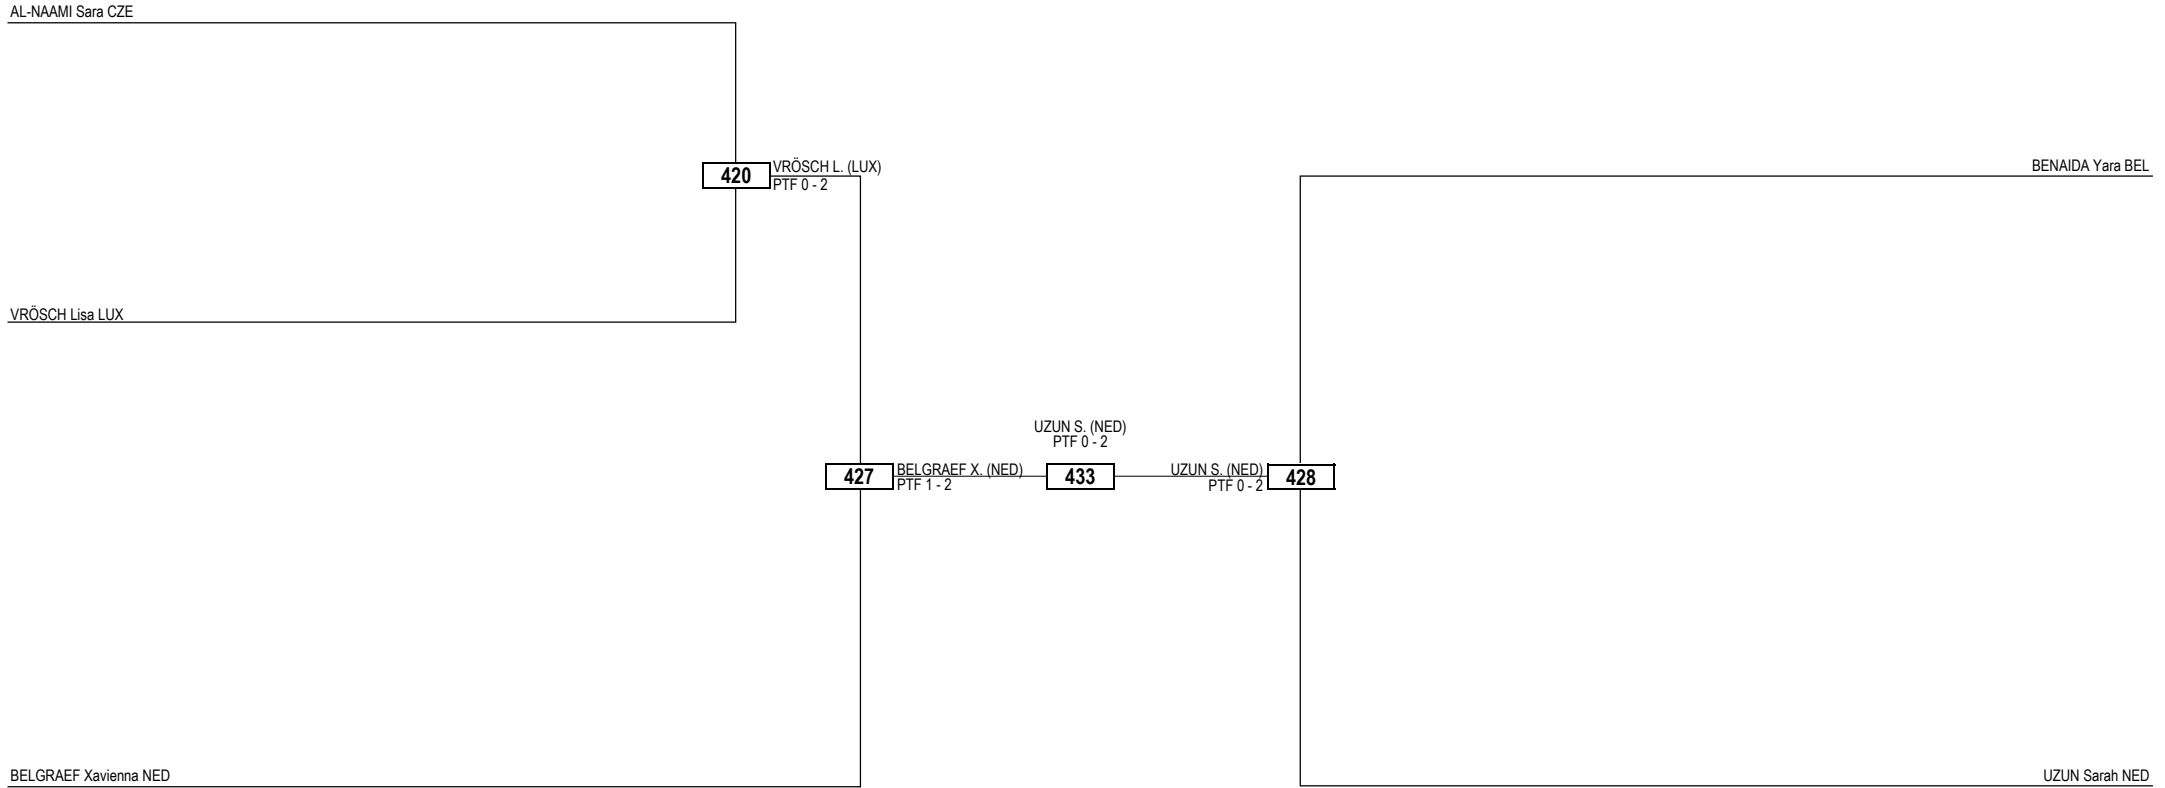 AL-NAAMI Sara CZE
420
VRÖSCH L. (LUX)
PTF 0 - 2
BENAIDA Yara BEL
VRÖSCH Lisa LUX
UZUN S. (NED)
PTF 0 - 2
427
BELGRAEF X. (NED)
PTF 1 - 2
433
UZUN S. (NED)
PTF 0 - 2
428
BELGRAEF Xavienna NED
UZUN Sarah NED